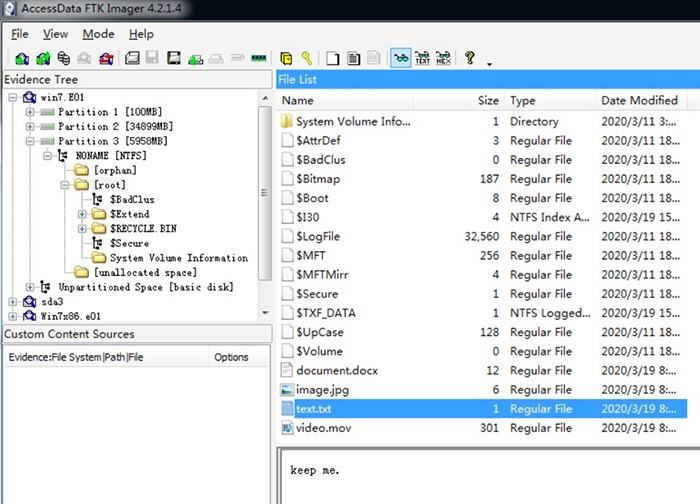 AccessData FTK Imager 4.2.1.4
File View Mode Help
TEXT HEX
Evidence Tree
win7.E01
Partition 1 [100MB]
Partition 2 [34899MB]
Partition 3 [5958MB]
NONAME [NTFS]
[orphan]
[root]
$BadClus
$Extend
$RECYCLE.BIN
$Secure
System Volume Information
[unallocated space]
Unpartitioned Space [basic disk]
sda3
Win7x86.e01
Custom Content Sources
Evidence:File System|Path|File Options
File List
Name Size Type Date Modified
System Volume Info... 1 Directory 2020/3/11 3:...
$AttrDef 3 Regular File 2020/3/11 18...
$BadClus 0 Regular File 2020/3/11 18...
$Bitmap 187 Regular File 2020/3/11 18...
$Boot 8 Regular File 2020/3/11 18...
$I30 4 NTFS Index A... 2020/3/19 15...
$LogFile 32,560 Regular File 2020/3/11 18...
$MFT 256 Regular File 2020/3/11 18...
$MFTMirr 4 Regular File 2020/3/11 18...
$Secure 1 Regular File 2020/3/11 18...
$TXF_DATA 1 NTFS Logged... 2020/3/19 15...
$UpCase 128 Regular File 2020/3/11 18...
$Volume 0 Regular File 2020/3/11 18...
document.docx 12 Regular File 2020/3/19 8:...
image.jpg 6 Regular File 2020/3/19 8:...
text.txt 1 Regular File 2020/3/19 8:...
video.mov 301 Regular File 2020/3/19 8:...
keep me.